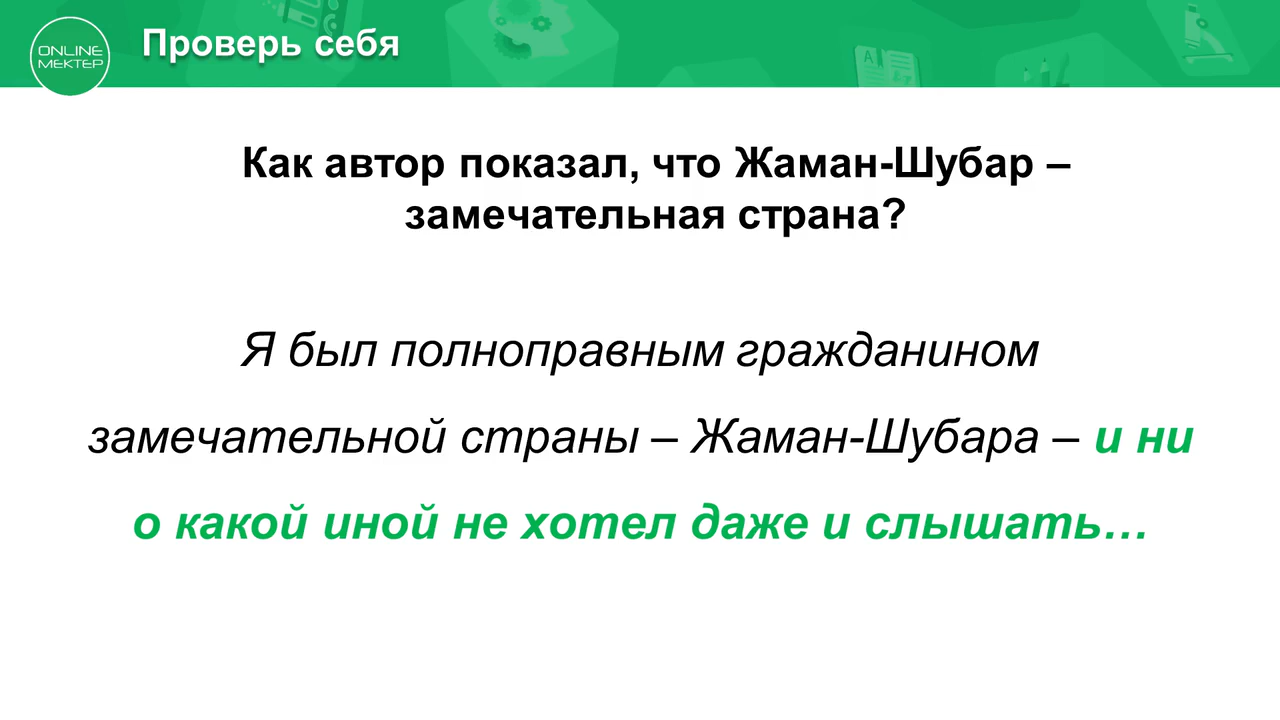 ONLINE
МЕКТЕР
Проверь себя
Как автор показал, что Жаман-Шубар –
замечательная страна?
Я был полноправным гражданином
замечательной страны – Жаман-Шубара – и ни
о какой иной не хотел даже и слышать…